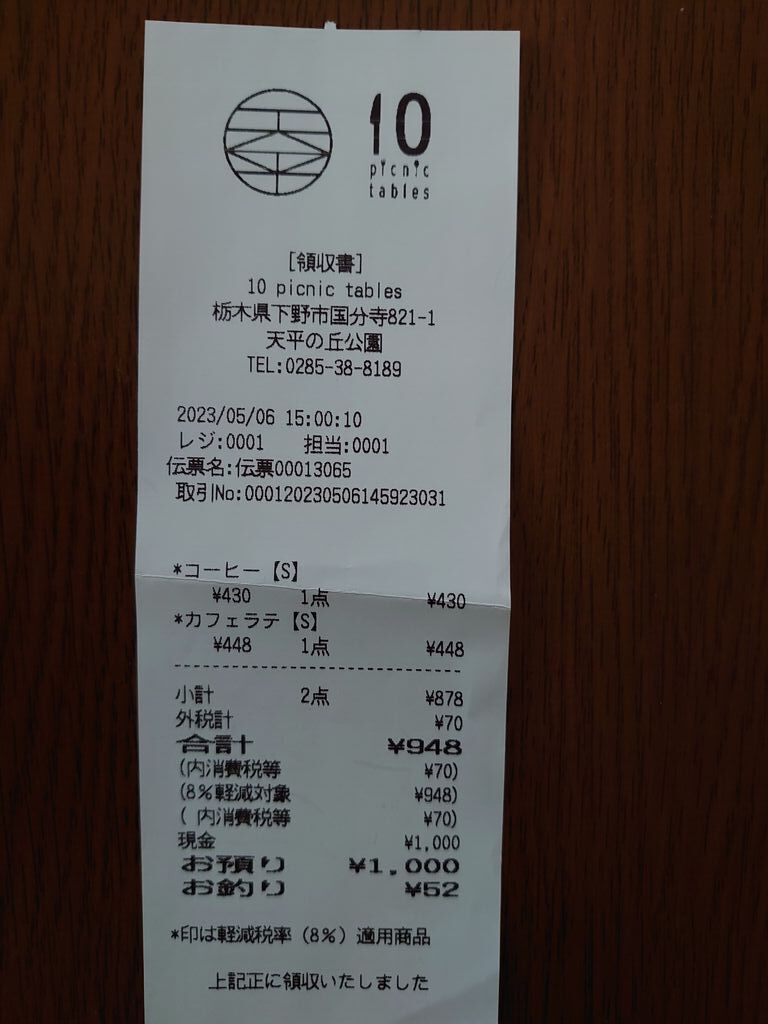 10
picnic
tables
[領収書]
10 picnic tables
栃木県下野市国分寺821-1
天平の丘公園
TEL:0285-38-8189
2023/05/06 15:00:10
レジ:0001 担当:0001
伝票名:伝票00013065
取引No:000120230506145923031
*コーヒー【S】
¥430 1点 ¥430
*カフェラテ【S】
¥448 1点 ¥448
--------------------------------
小計 2点 ¥878
外税計 ¥70
合計 ¥948
(内消費税等 ¥70)
(8%軽減対象 ¥948)
( 内消費税等 ¥70)
現金 ¥1,000
お預り ¥1,000
お釣り ¥52
*印は軽減税率(8%)適用商品
上記正に領収いたしました